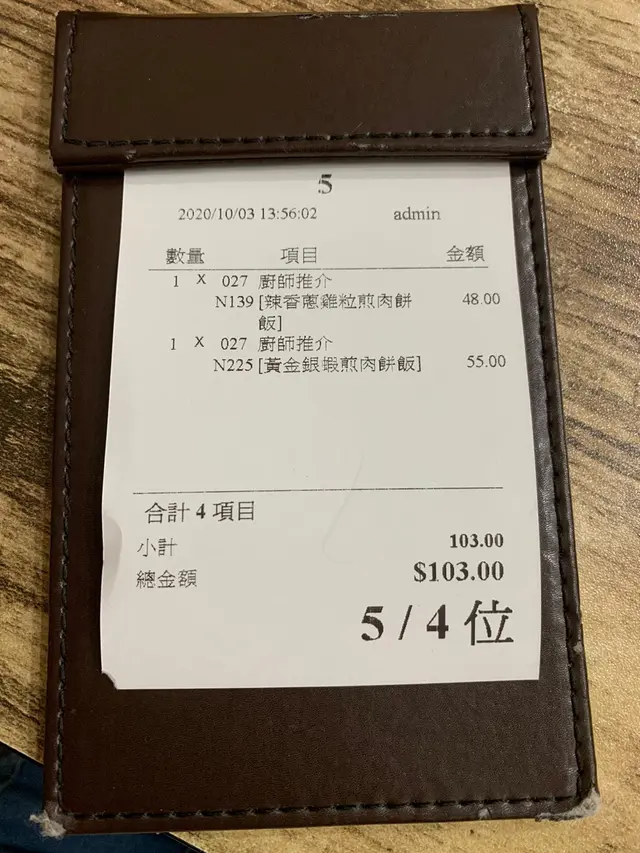 5
2020/10/03 13:56:02 admin
數量 項目 金額
1 X 027 廚師推介
N139 [辣香蔥雞粒煎肉餅 48.00
飯]
1 X 027 廚師推介
N225 [黃金銀蝦煎肉餅飯] 55.00
合計 4 項目
小計 103.00
總金額 $103.00
5 / 4 位